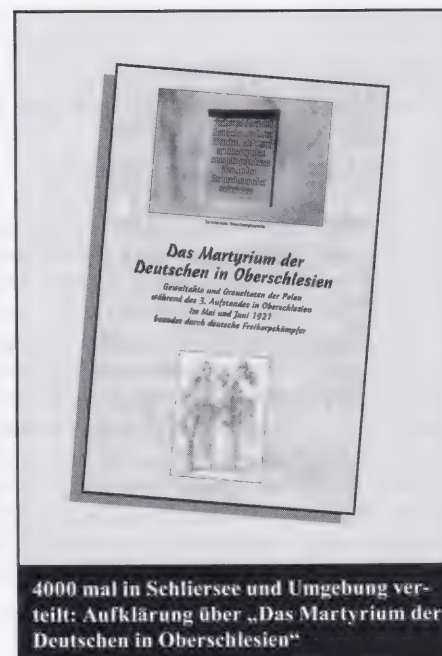 Das Martyrium der
Deutschen in Oberschlesien
Gewaltakte und Greueltaten der Polen
während des 3. Aufstandes in Oberschlesien
im Mai und Juni 1921
beendet durch deutsche Freikorpskämpfer
4000 mal in Schliersee und Umgebung ver-
teilt: Aufklärung über „Das Martyrium der
Deutschen in Oberschlesien“